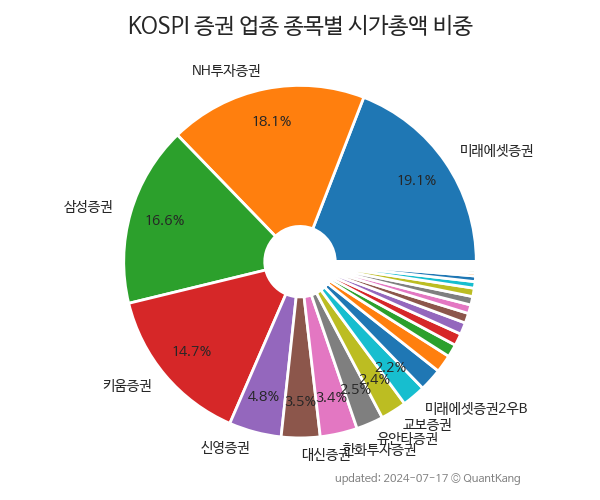 KOSPI 증권 업종 종목별 시가총액 비중
미래에셋증권
19.1%
NH투자증권
18.1%
삼성증권
16.6%
키움증권
14.7%
신영증권
4.8%
대신증권
3.5%
한화투자증권
3.4%
유안타증권
2.5%
교보증권
2.4%
미래에셋증권2우B
2.2%
updated: 2024-07-17 © QuantKang